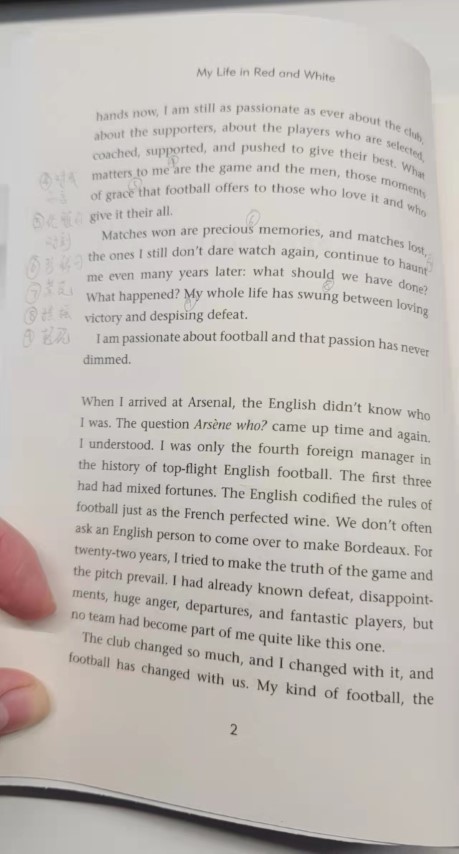 My Life in Red and White
hands now, I am still as passionate as ever about the club,
about the supporters, about the players who are selected,
coached, supported, and pushed to give their best. What
matters to me are the game and the men, those moments
of grace that football offers to those who love it and who
give it their all.
Matches won are precious memories, and matches lost,
the ones I still don't dare watch again, continue to haunt
me even many years later: what should we have done?
What happened? My whole life has swung between loving
victory and despising defeat.
I am passionate about football and that passion has never
dimmed.
When I arrived at Arsenal, the English didn't know who
I was. The question Arsène who? came up time and again.
I understood. I was only the fourth foreign manager in
the history of top-flight English football. The first three
had had mixed fortunes. The English codified the rules of
football just as the French perfected wine. We don't often
ask an English person to come over to make Bordeaux. For
twenty-two years, I tried to make the truth of the game and
the pitch prevail. I had already known defeat, disappoint-
ments, huge anger, departures, and fantastic players, but
no team had become part of me quite like this one.
The club changed so much, and I changed with it, and
football has changed with us. My kind of football, the
2